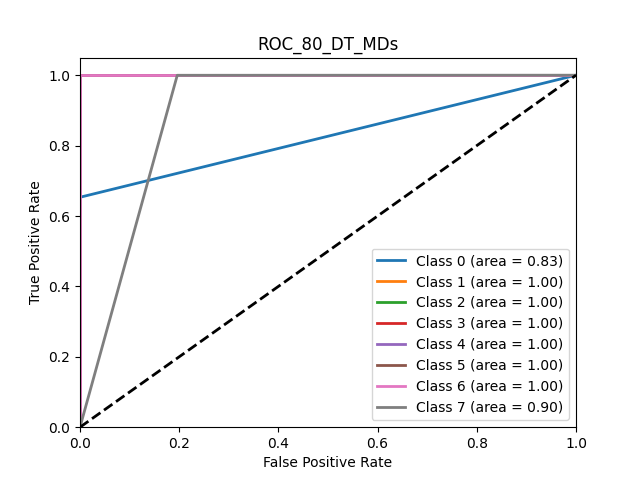 ROC_80_DT_MDs
True Positive Rate
1.0
0.8
0.6
0.4
0.2
0.0
Class 0 (area = 0.83)
Class 1 (area = 1.00)
Class 2 (area = 1.00)
Class 3 (area = 1.00)
Class 4 (area = 1.00)
Class 5 (area = 1.00)
Class 6 (area = 1.00)
Class 7 (area = 0.90)
0.0 0.2 0.4 0.6 0.8 1.0
False Positive Rate